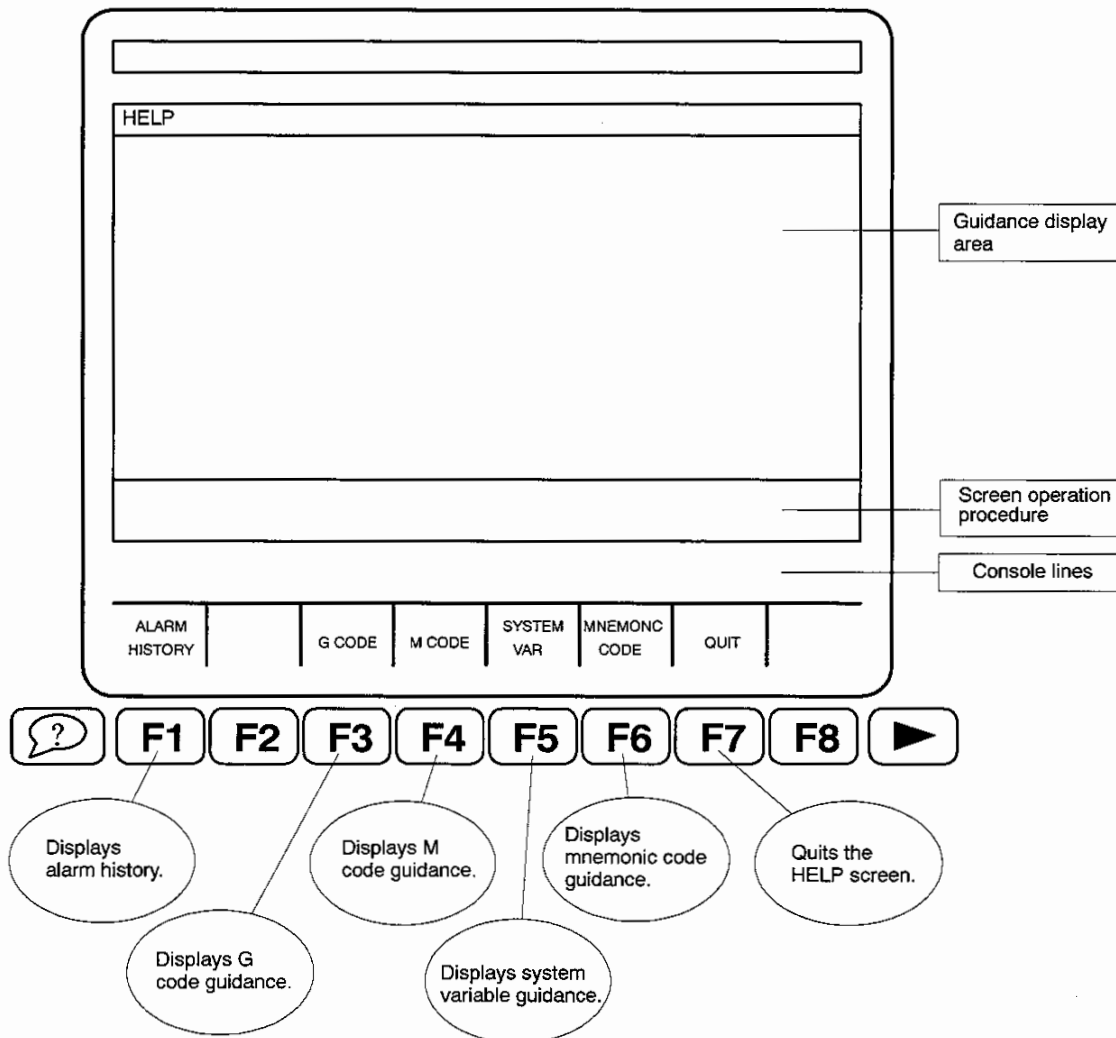 HELP
Guidance display
area
Screen operation
procedure
Console lines
ALARM
HISTORY
G CODE
M CODE
SYSTEM
VAR
MNEMONC
CODE
QUIT
?
F1
F2
F3
F4
F5
F6
F7
F8
Displays
alarm history.
Displays M
code guidance.
Displays
mnemonic code
guidance.
Quits the
HELP screen.
Displays G
code guidance.
Displays system
variable guidance.